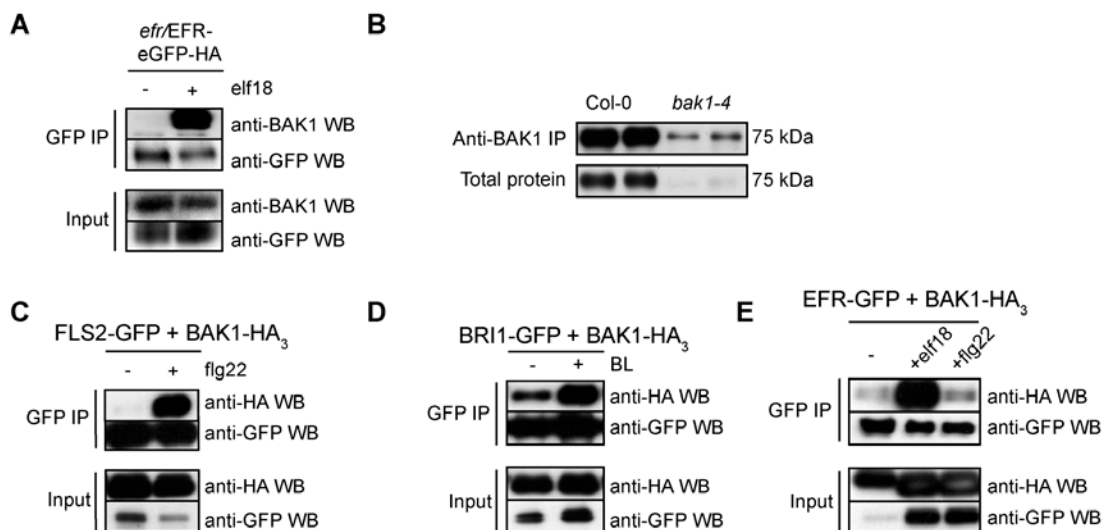 A
efr/EFR-
eGFP-HA
- + elf18
GFP IP
anti-BAK1 WB
anti-GFP WB
Input
anti-BAK1 WB
anti-GFP WB
B
Col-0 bak1-4
Anti-BAK1 IP 75 kDa
Total protein 75 kDa
C
FLS2-GFP + BAK1-HA3
- + flg22
GFP IP
anti-HA WB
anti-GFP WB
Input
anti-HA WB
anti-GFP WB
D
BRI1-GFP + BAK1-HA3
- + BL
GFP IP
anti-HA WB
anti-GFP WB
Input
anti-HA WB
anti-GFP WB
E
EFR-GFP + BAK1-HA3
- +elf18 +flg22
GFP IP
anti-HA WB
anti-GFP WB
Input
anti-HA WB
anti-GFP WB